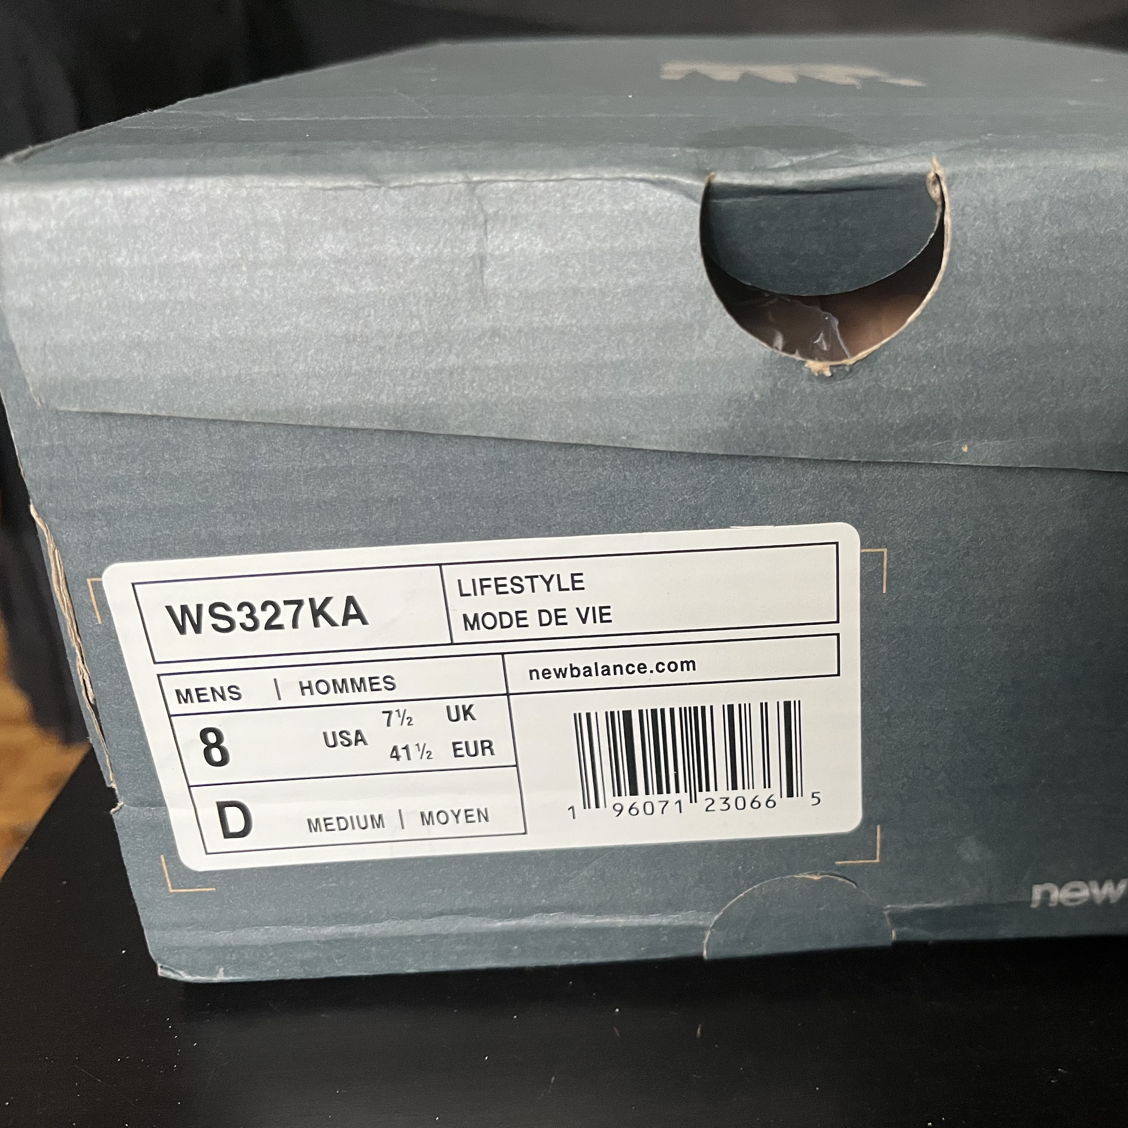 WS327KA
LIFESTYLE
MODE DE VIE
MENS | HOMMES
newbalance.com
8 USA 7½ UK
41½ EUR
D MEDIUM | MOYEN
1 96071 23066 5
new